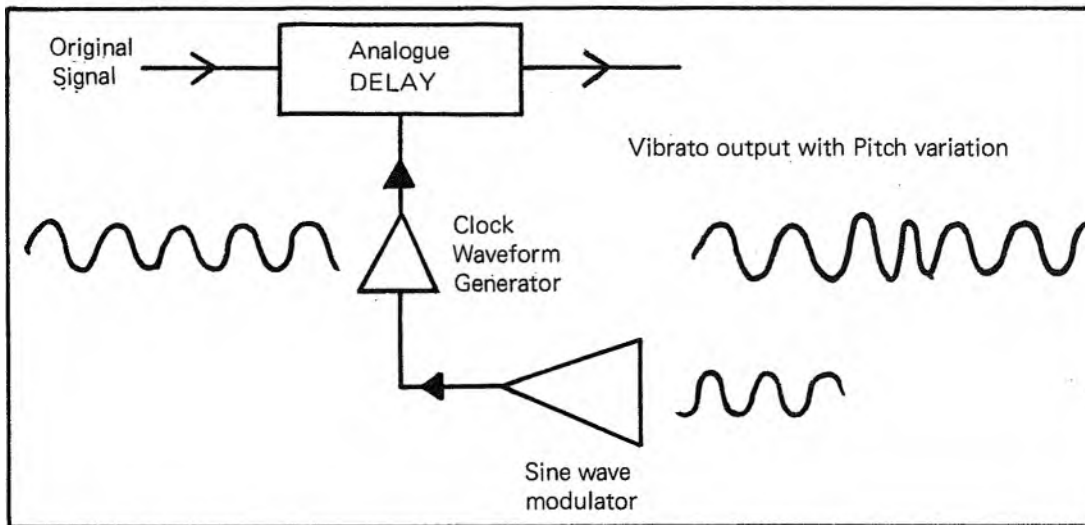 Original
Signal
Analogue
DELAY
Vibrato output with Pitch variation
Clock
Waveform
Generator
Sine wave
modulator